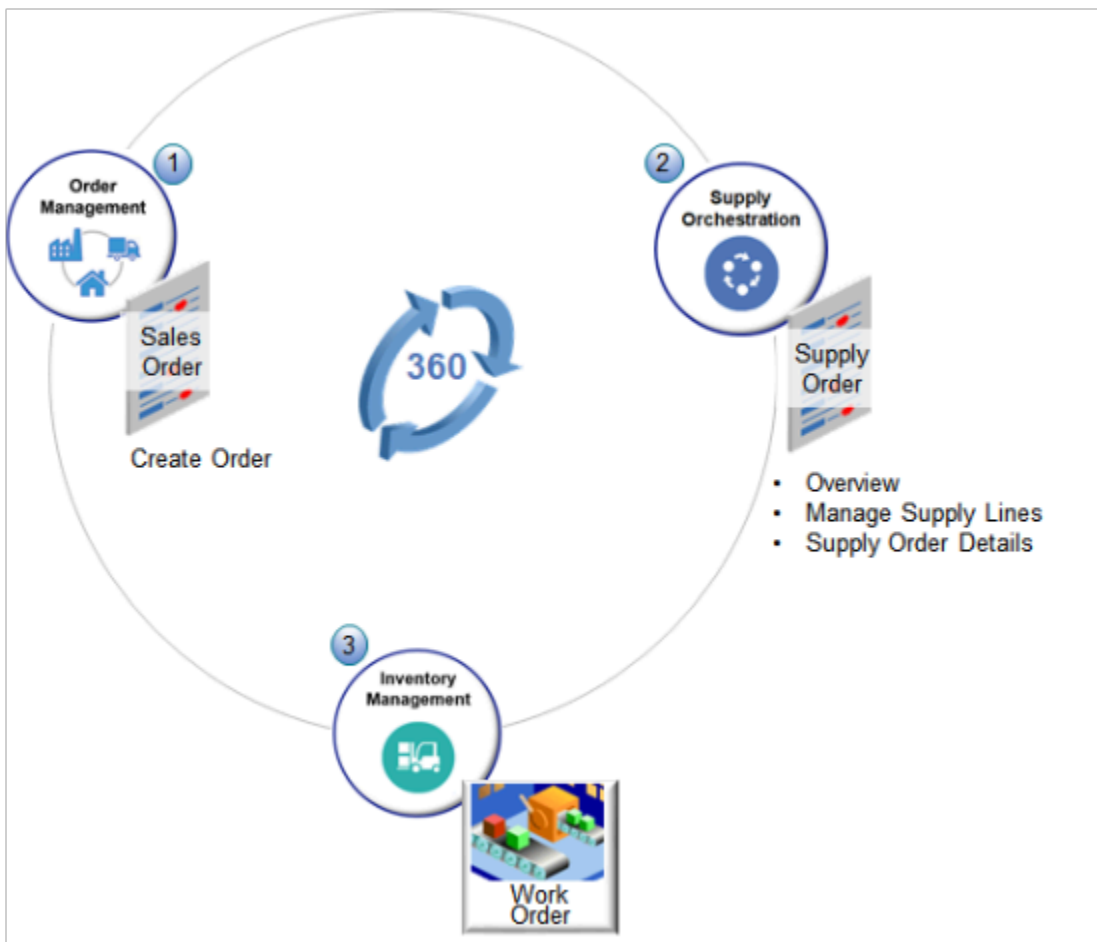 1
Order
Management
Sales
Order
Create Order
2
Supply
Orchestration
Supply
Order
• Overview
• Manage Supply Lines
• Supply Order Details
360
3
Inventory
Management
Work
Order